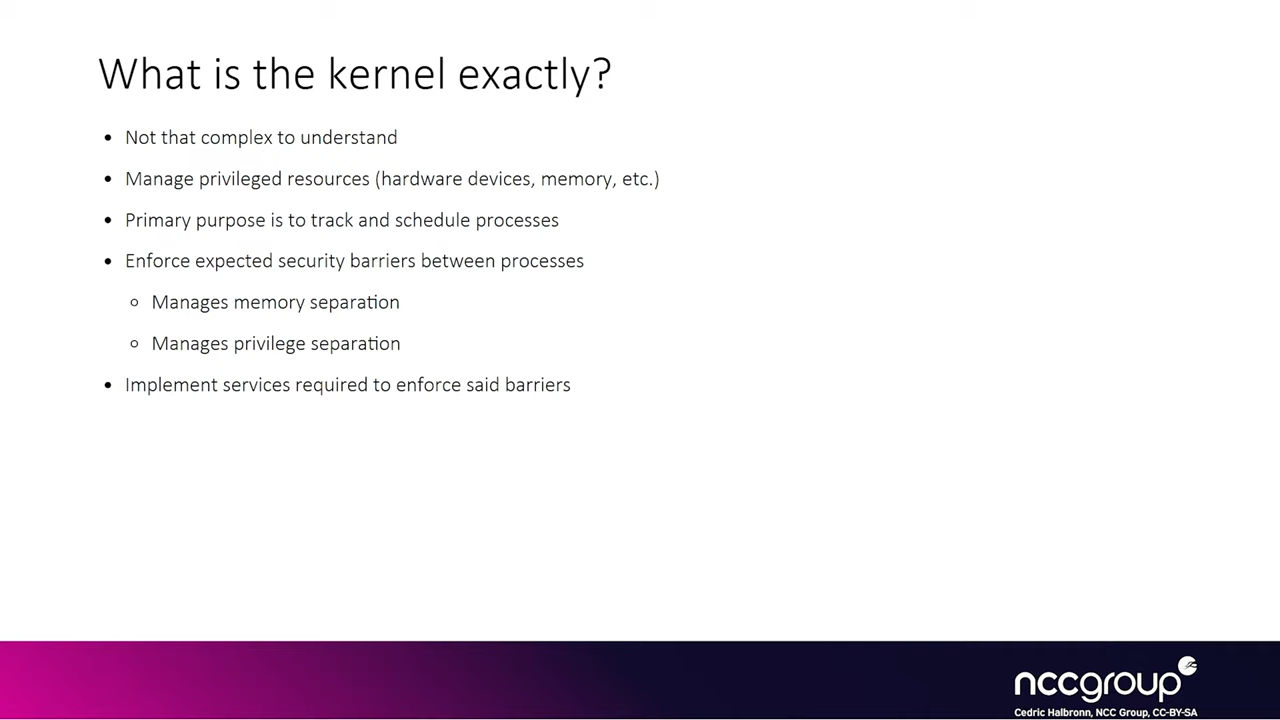 What is the kernel exactly?
• Not that complex to understand
• Manage privileged resources (hardware devices, memory, etc.)
• Primary purpose is to track and schedule processes
• Enforce expected security barriers between processes
◦ Manages memory separation
◦ Manages privilege separation
• Implement services required to enforce said barriers
nccgroup
Cedric Halbronn, NCC Group, CC-BY-SA